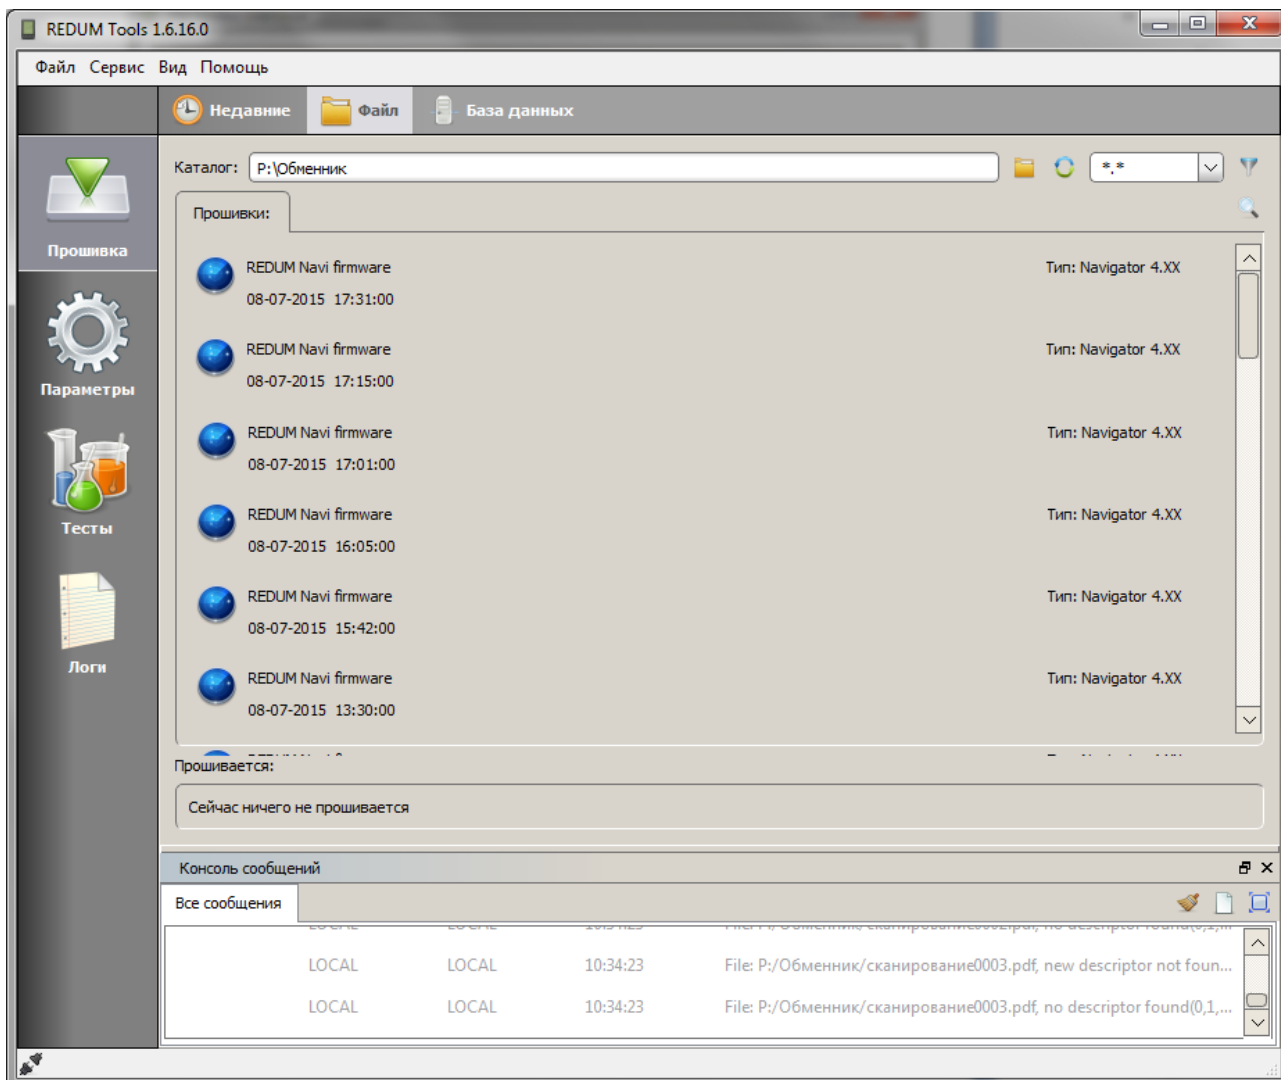 REDUM Tools 1.6.16.0
Файл Сервис Вид Помощь
Недавние Файл База данных
Каталог: P:\Обменник *.*
Прошивки:
Прошивка
Параметры
Тесты
Логи
REDUM Navi firmware Тип: Navigator 4.XX
08-07-2015 17:31:00
REDUM Navi firmware Тип: Navigator 4.XX
08-07-2015 17:15:00
REDUM Navi firmware Тип: Navigator 4.XX
08-07-2015 17:01:00
REDUM Navi firmware Тип: Navigator 4.XX
08-07-2015 16:05:00
REDUM Navi firmware Тип: Navigator 4.XX
08-07-2015 15:42:00
REDUM Navi firmware Тип: Navigator 4.XX
08-07-2015 13:30:00
Прошивается:
Сейчас ничего не прошивается
Консоль сообщений
Все сообщения
LOCAL LOCAL 10:34:23 File: P:/Обменник/сканирование0003.pdf, new descriptor not foun...
LOCAL LOCAL 10:34:23 File: P:/Обменник/сканирование0003.pdf, no descriptor found(0,1,...